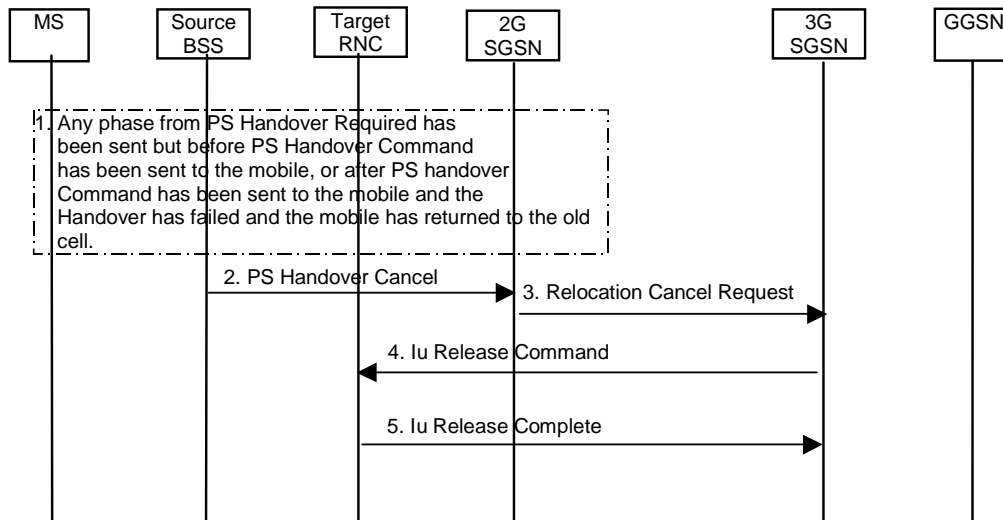 MS
Source
BSS
Target
RNC
2G
SGSN
3G
SGSN
GGSN
1. Any phase from PS Handover Required has
been sent but before PS Handover Command
has been sent to the mobile, or after PS handover
Command has been sent to the mobile and the
Handover has failed and the mobile has returned to the old
cell.
2. PS Handover Cancel
3. Relocation Cancel Request
4. Iu Release Command
5. Iu Release Complete